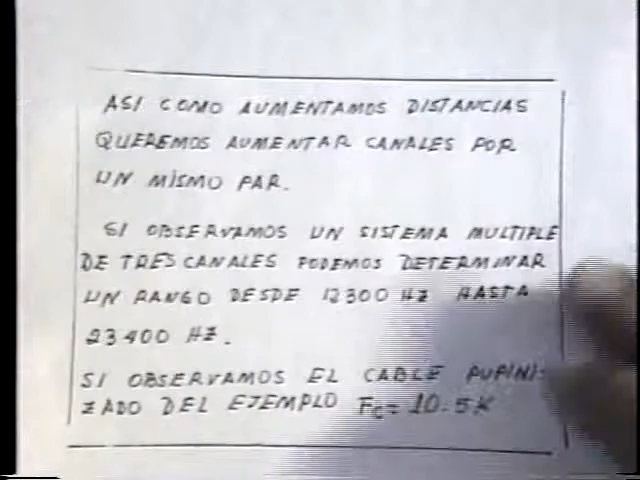 ASI COMO AUMENTAMOS DISTANCIAS
QUEREMOS AUMENTAR CANALES POR
UN MISMO PAR.
SI OBSERVAMOS UN SISTEMA MULTIPLE
DE TRES CANALES PODEMOS DETERMINAR
UN RANGO DESDE 12300 HZ HASTA
23400 HZ.
SI OBSERVAMOS EL CABLE PUPINI-
ZADO DEL EJEMPLO Fc= 10.5K